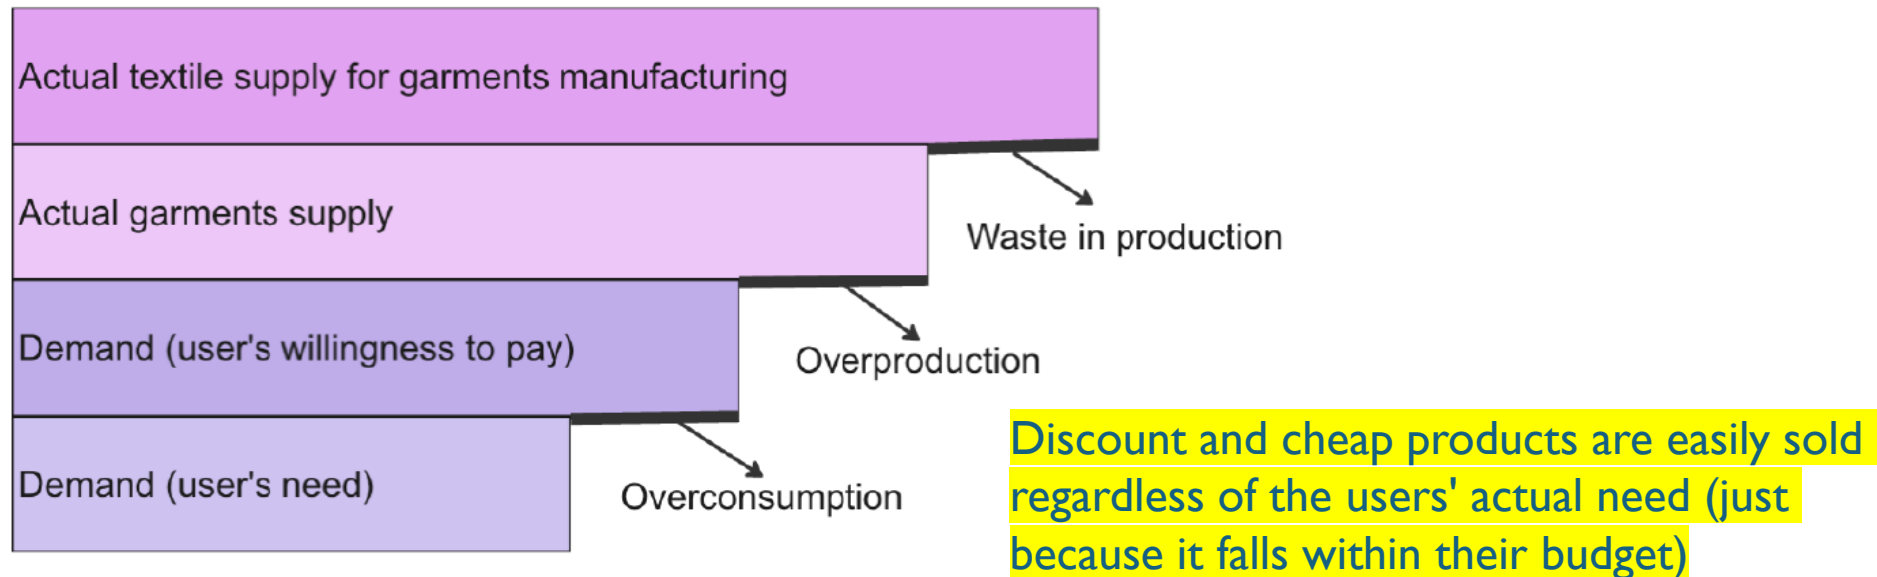 Actual textile supply for garments manufacturing
Actual garments supply
Waste in production
Demand (user's willingness to pay)
Overproduction
Demand (user's need)
Overconsumption
Discount and cheap products are easily sold
regardless of the users' actual need (just
because it falls within their budget)